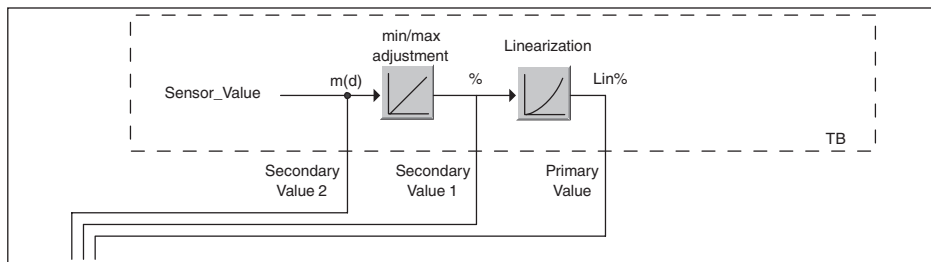 min/max
adjustment
Linearization
Sensor_Value
m(d)
%
Lin%
TB
Secondary
Value 2
Secondary
Value 1
Primary
Value